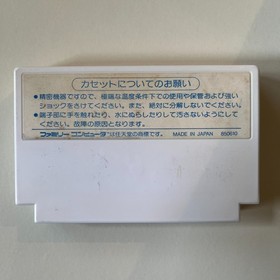 カセットについてのお願い
●精密機器ですので、極端な温度条件下での使用や保管および強い
ショックをさけてください。また、絶対に分解しないでください。
●端子部に手を触れたり、水にぬらしたりして汚さないようにして
ください。故障の原因となります。
ファミリーコンピュータは任天堂の商標です。 MADE IN JAPAN